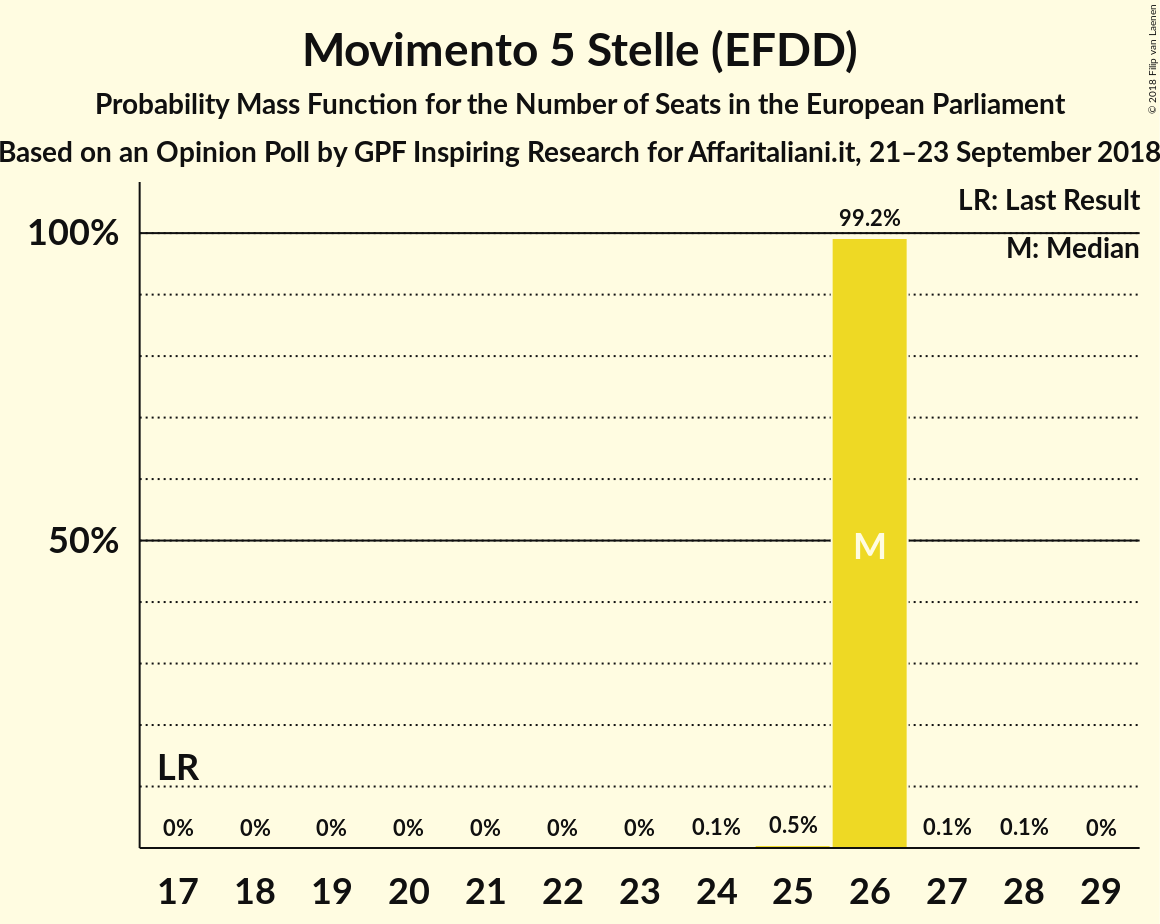 Movimento 5 Stelle (EFDD)
Probability Mass Function for the Number of Seats in the European Parliament
Based on an Opinion Poll by GPF Inspiring Research for Affaritaliani.it, 21–23 September 2018
© 2018 Filip van Laenen
LR: Last Result
M: Median
100%
50%
99.2%
M
LR
0% 0% 0% 0% 0% 0% 0% 0.1% 0.5% 0.1% 0.1% 0%
17 18 19 20 21 22 23 24 25 26 27 28 29